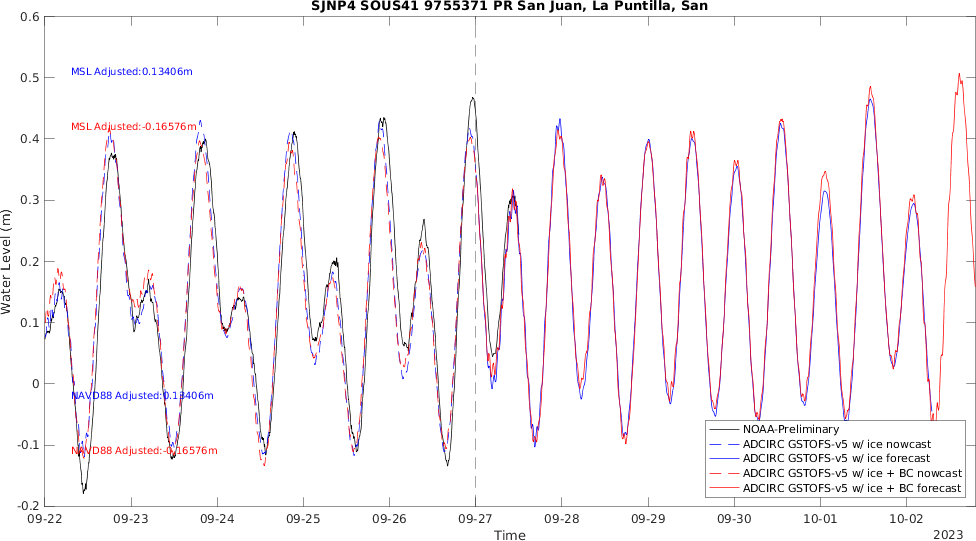 SJNP4 SOUS41 9755371 PR San Juan, La Puntilla, San
0.6
0.5
0.4
0.3
0.2
0.1
0
-0.1
-0.2
Water Level (m)
MSL Adjusted:0.13406m
MSL Adjusted:-0.16576m
NAVD88 Adjusted:0.13406m
NAVD88 Adjusted:-0.16576m
NOAA-Preliminary
ADCIRC GSTOFS-v5 w/ ice nowcast
ADCIRC GSTOFS-v5 w/ ice forecast
ADCIRC GSTOFS-v5 w/ ice + BC nowcast
ADCIRC GSTOFS-v5 w/ ice + BC forecast
09-22 09-23 09-24 09-25 09-26 09-27 09-28 09-29 09-30 10-01 10-02
Time
2023